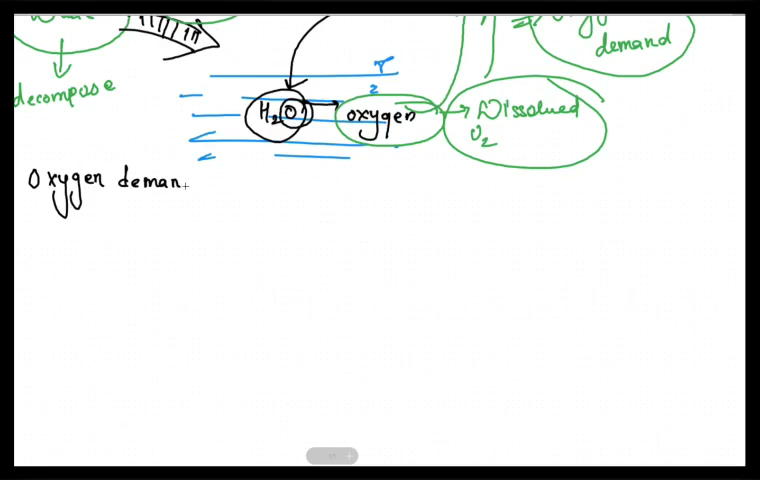 demand
decompose
H2O
oxygen
Dissolved
O2
Oxygen deman